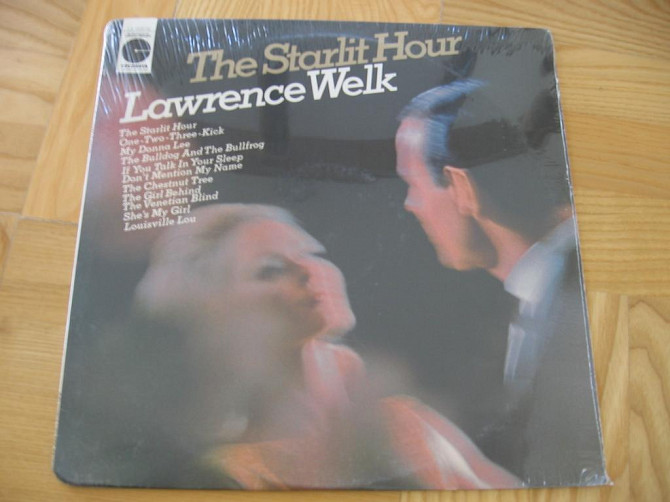 The Starlit Hour
Lawrence Welk
The Starlit Hour
One-Two-Three-Kick
My Donna Lee
The Bulldog And The Bullfrog
If You Talk In Your Sleep
Don't Mention My Name
The Chestnut Tree
The Girl Behind
The Venetian Blind
She's My Girl
Louisville Lou